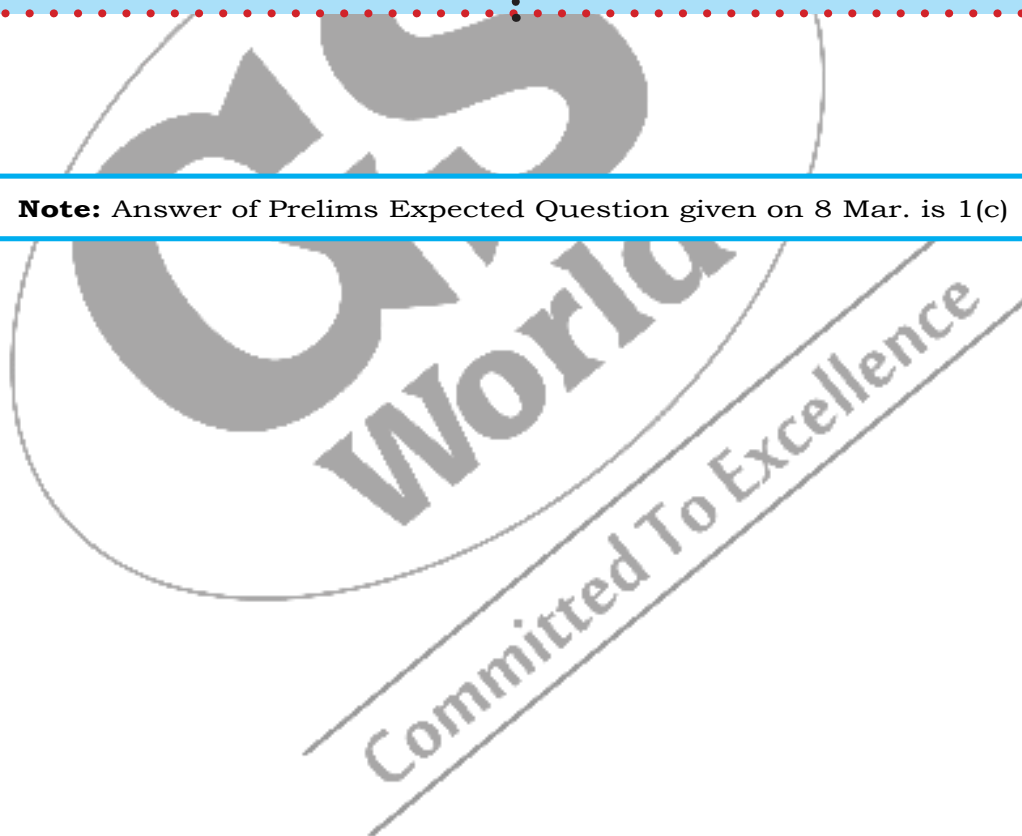 GS
Note: Answer of Prelims Expected Question given on 8 Mar. is 1(c)
World
Committed To Excellence